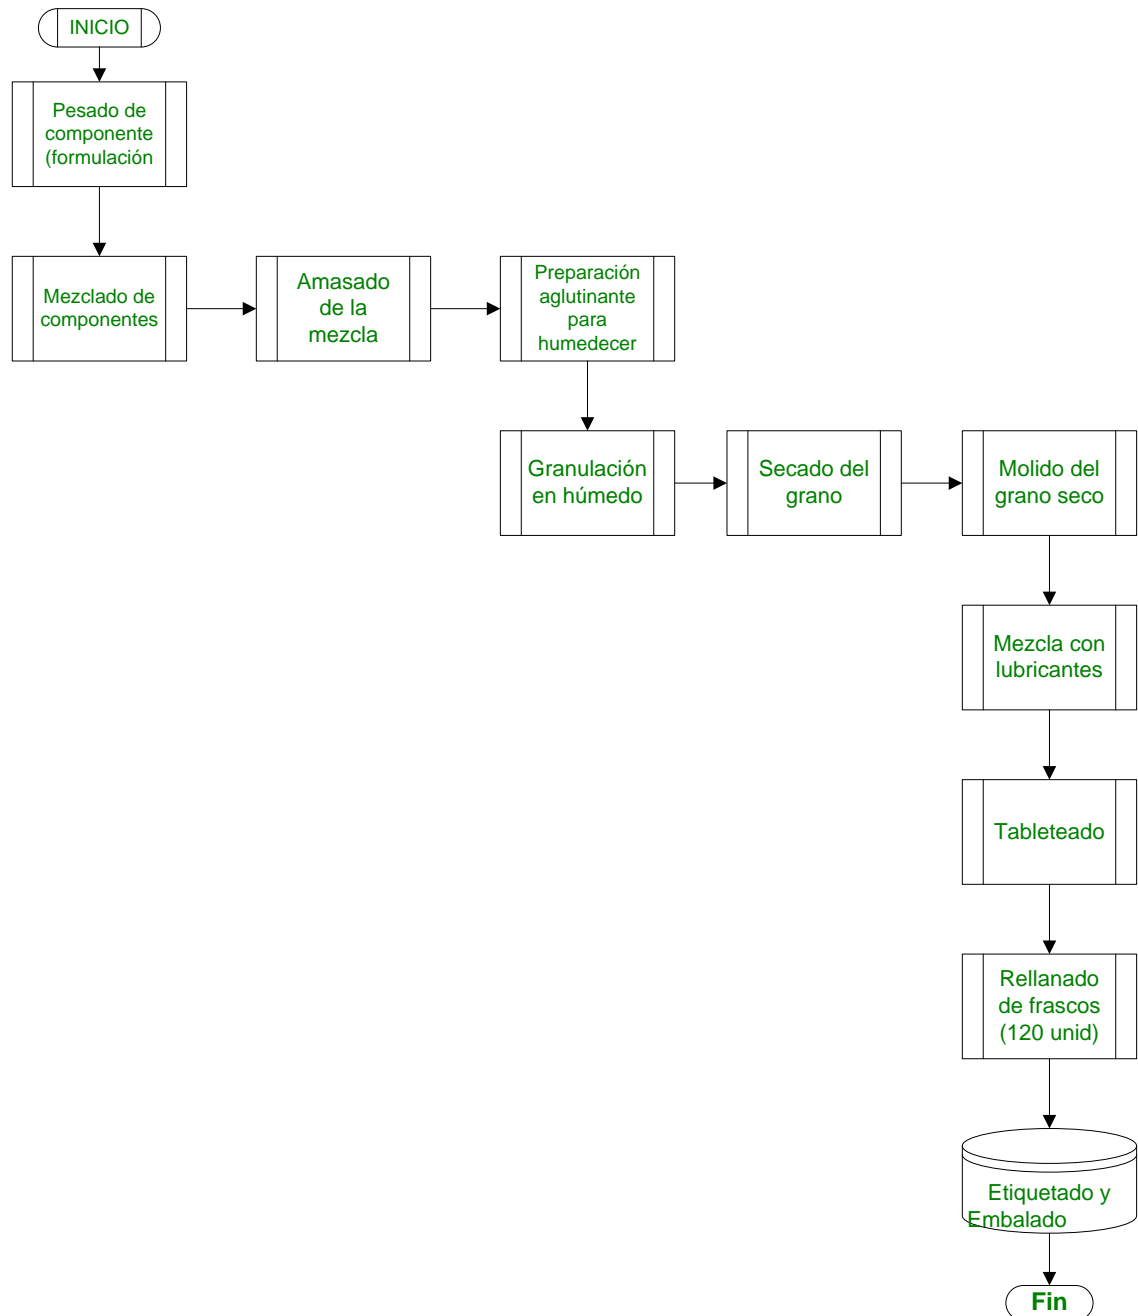 INICIO
Pesado de
componente
(formulación
Mezclado de
componentes
Amasado
de la
mezcla
Preparación
aglutinante
para
humedecer
Granulación
en húmedo
Secado del
grano
Molido del
grano seco
Mezcla con
lubricantes
Tableteado
Rellanado
de frascos
(120 unid)
Etiquetado y
Embalado
Fin